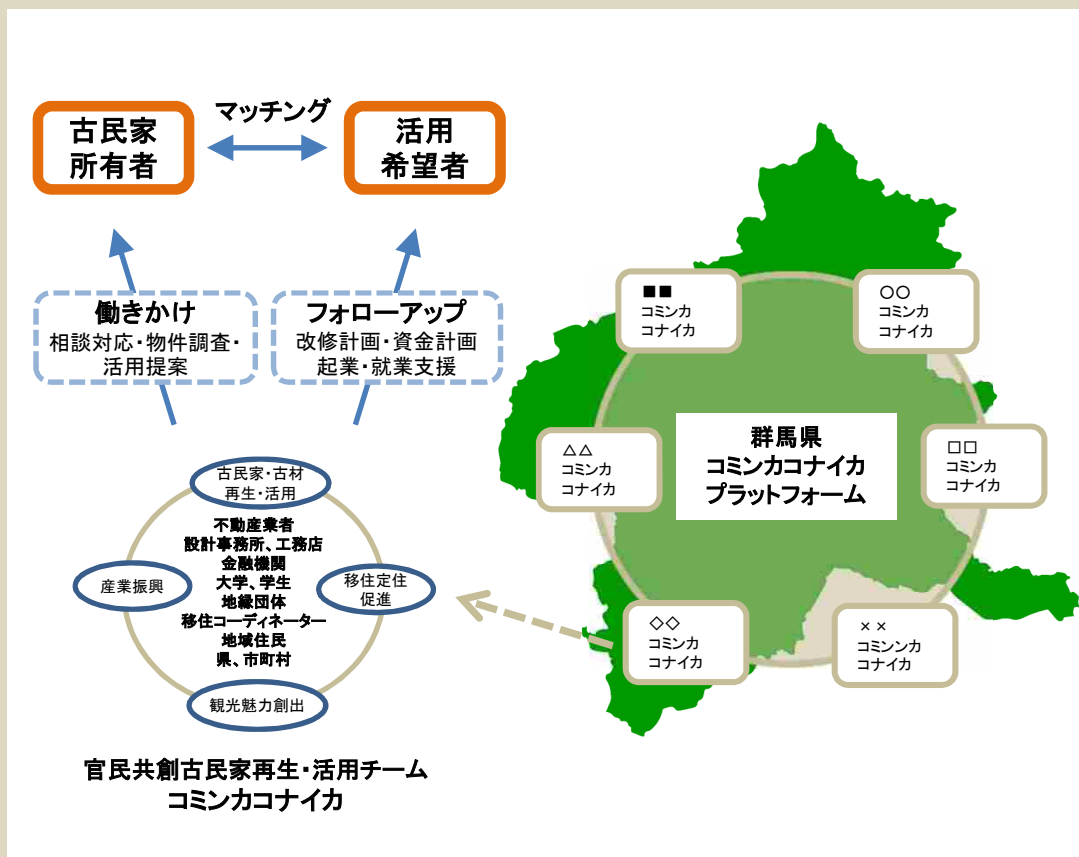 マッチング
古民家
所有者
活用
希望者
働きかけ
相談対応・物件調査・
活用提案
フォローアップ
改修計画・資金計画
起業・就業支援
古民家・古材
再生・活用
不動産業者
設計事務所、工務店
金融機関
大学、学生
地縁団体
移住コーディネーター
地域住民
県、市町村
産業振興
移住定住
促進
観光魅力創出
官民共創古民家再生・活用チーム
コミンカコナイカ
■■
コミンカ
コナイカ
○○
コミンカ
コナイカ
△△
コミンカ
コナイカ
群馬県
コミンカコナイカ
プラットフォーム
□□
コミンカ
コナイカ
◇◇
コミンカ
コナイカ
××
コミンンカ
コナイカ